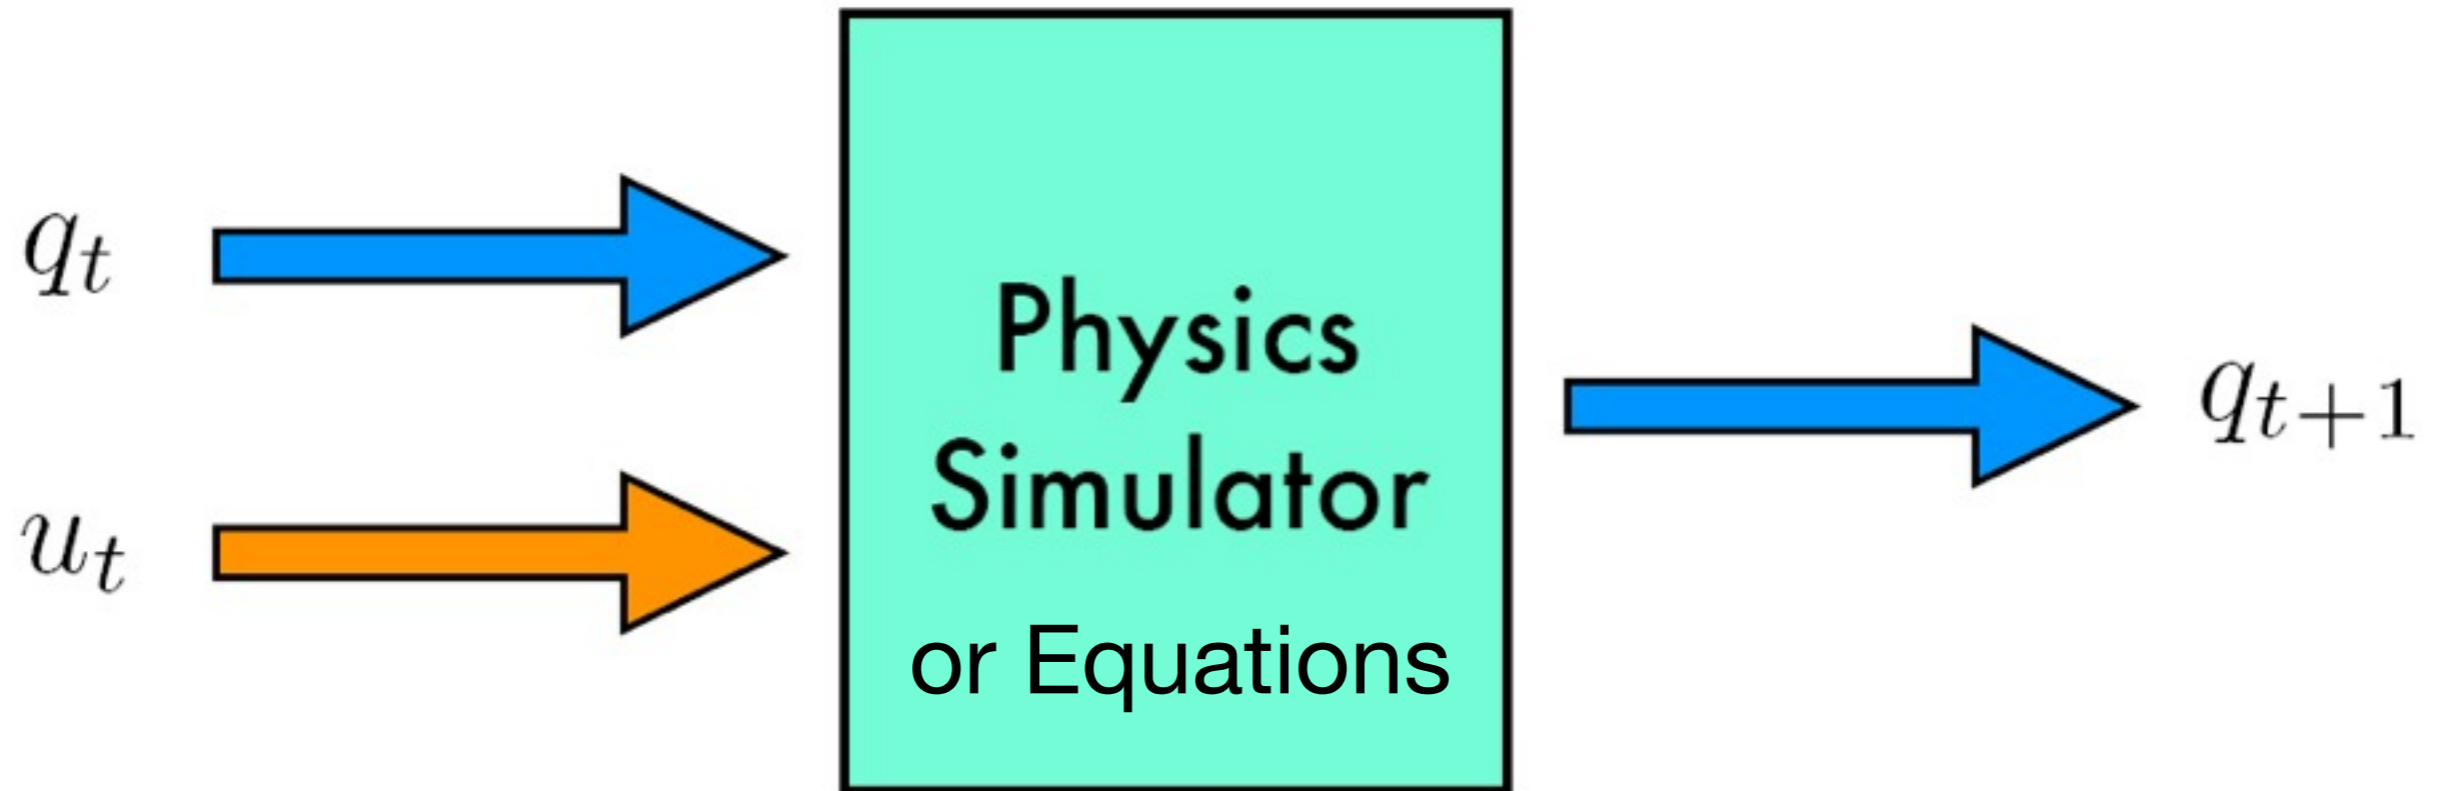 q_t
u_t
Physics
Simulator
or Equations
q_{t+1}